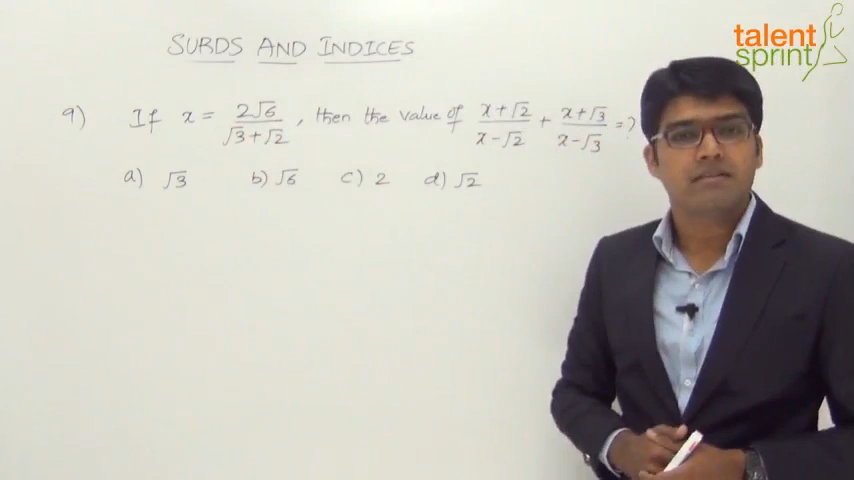 talent
sprint
SURDS AND INDICES
9) If x = 2√6/(√3+√2), then the value of (x+√2)/(x-√2) + (x+√3)/(x-√3) = ?
a) √3 b) √6 c) 2 d) √2